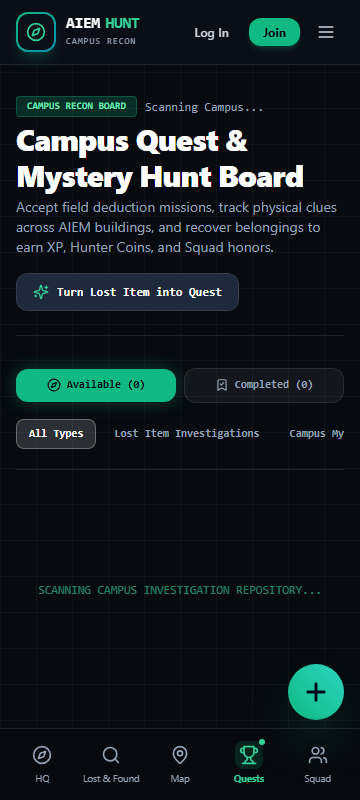 AIEM HUNT
CAMPUS RECON
Log In
Join
CAMPUS RECON BOARD
Scanning Campus...
Campus Quest &
Mystery Hunt Board
Accept field deduction missions, track physical clues
across AIEM buildings, and recover belongings to
earn XP, Hunter Coins, and Squad honors.
Turn Lost Item into Quest
Available (0)
Completed (0)
All Types
Lost Item Investigations
Campus My
SCANNING CAMPUS INVESTIGATION REPOSITORY...
HQ
Lost & Found
Map
Quests
Squad